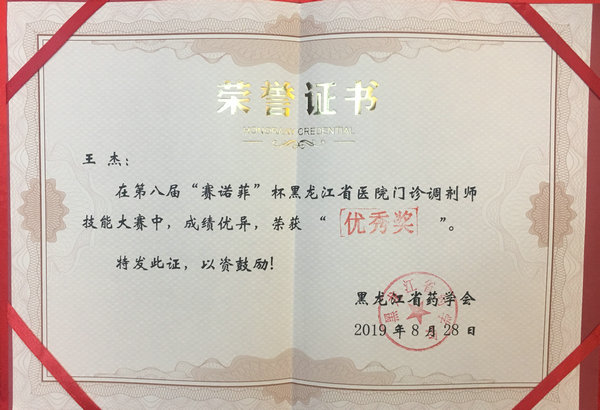 荣誉证书
HONORARY CREDENTIAL
王 杰：
在第八届“赛诺菲”杯黑龙江省医院门诊调剂师
技能大赛中，成绩优异，荣获“优秀奖”。
特发此证，以资鼓励！
黑龙江省药学会
2019 年 8 月 28 日